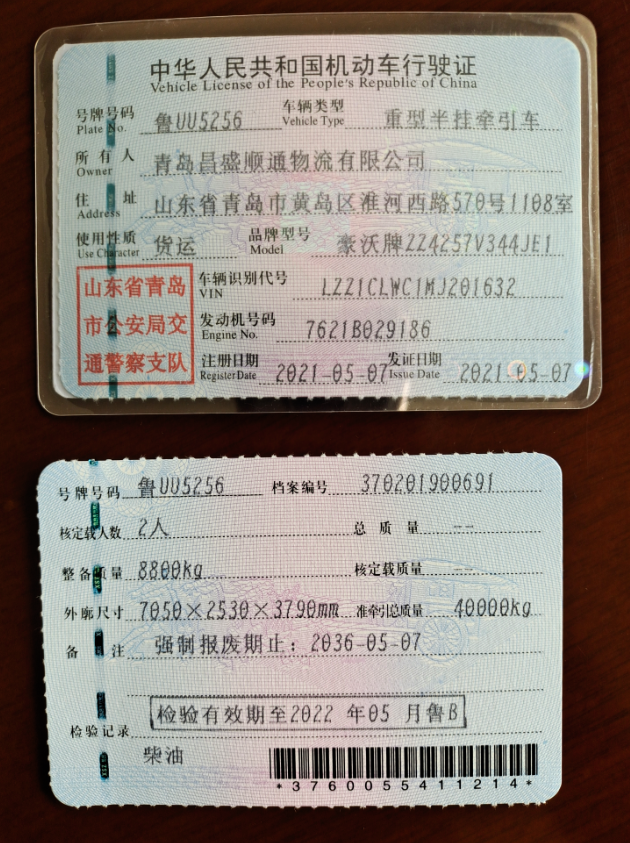 中华人民共和国机动车行驶证
Vehicle License of the People's Republic of China
号牌号码 鲁UU5256 车辆类型 重型半挂牵引车
Plate No. Vehicle Type
所有人 青岛昌盛顺通物流有限公司
Owner
住址 山东省青岛市黄岛区淮河西路570号1108室
Address
使用性质 货运 品牌型号 豪沃牌ZZ4257V344JE1
Use Character Model
山东省青岛
市公安局交
通警察支队
车辆识别代号 LZZ1CLWC1MJ201632
VIN
发动机号码 7621B029186
Engine No.
注册日期 2021-05-07 发证日期 2021-05-07
Register Date Issue Date
号牌号码 鲁UU5256 档案编号 370201900691
核定载人数 2人 总质量 --
整备质量 8800kg 核定载质量 --
外廓尺寸 7050×2530×3790mm 准牵引总质量 40000kg
备注 强制报废期止：2036-05-07
检验记录 检验有效期至2022 年05 月鲁B
柴油
*3760055411214*